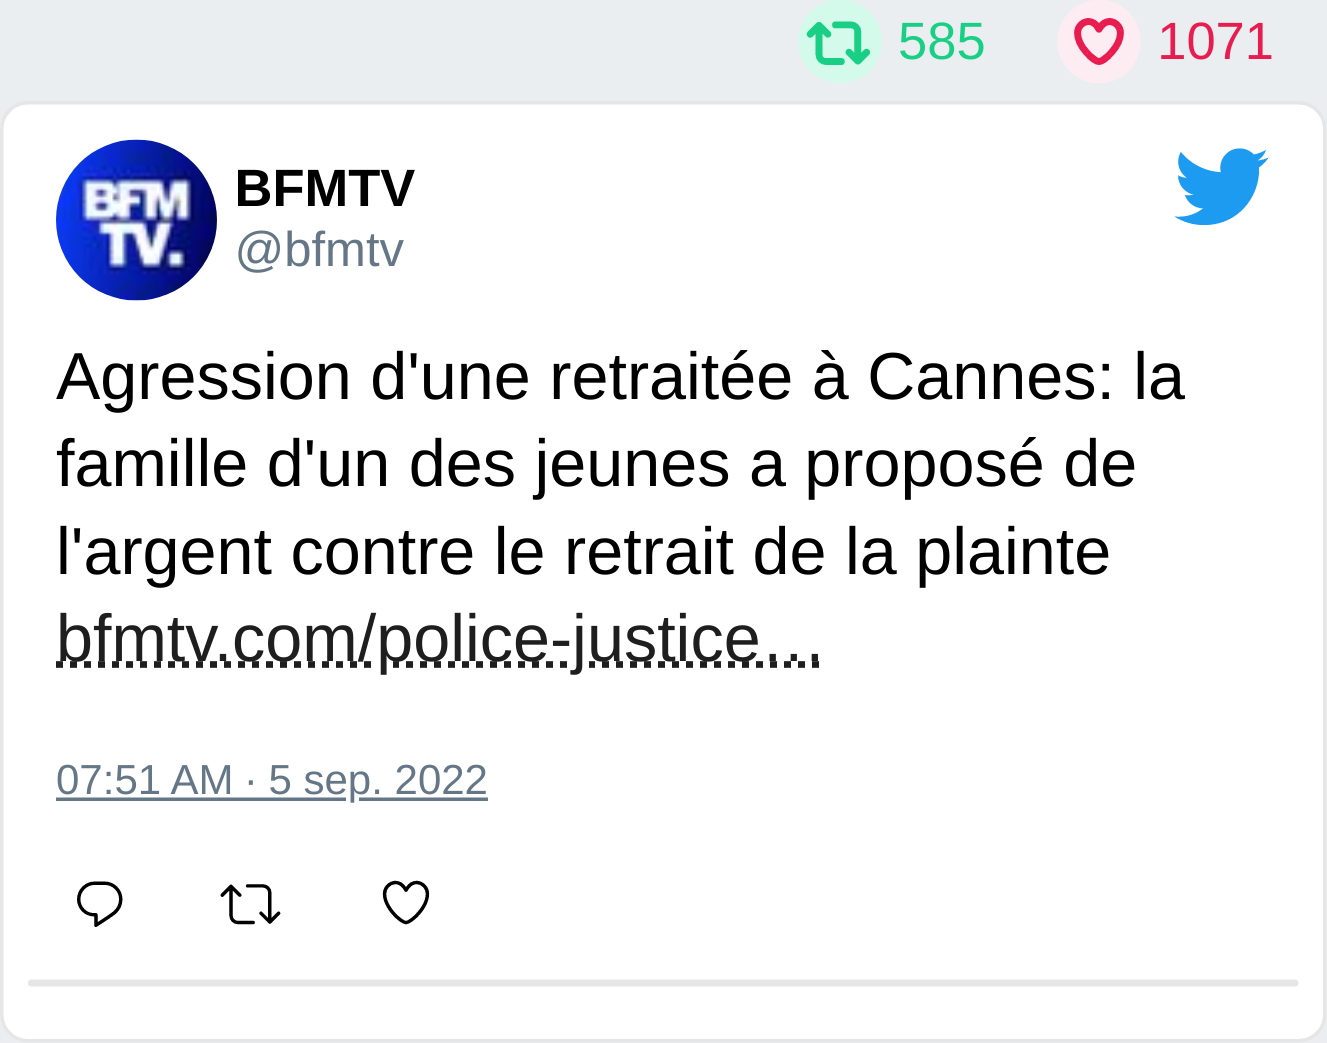 585 1071
BFM
TV.
BFMTV
@bfmtv
Agression d'une retraitée à Cannes: la
famille d'un des jeunes a proposé de
l'argent contre le retrait de la plainte
bfmtv.com/police-justice…
07:51 AM · 5 sep. 2022